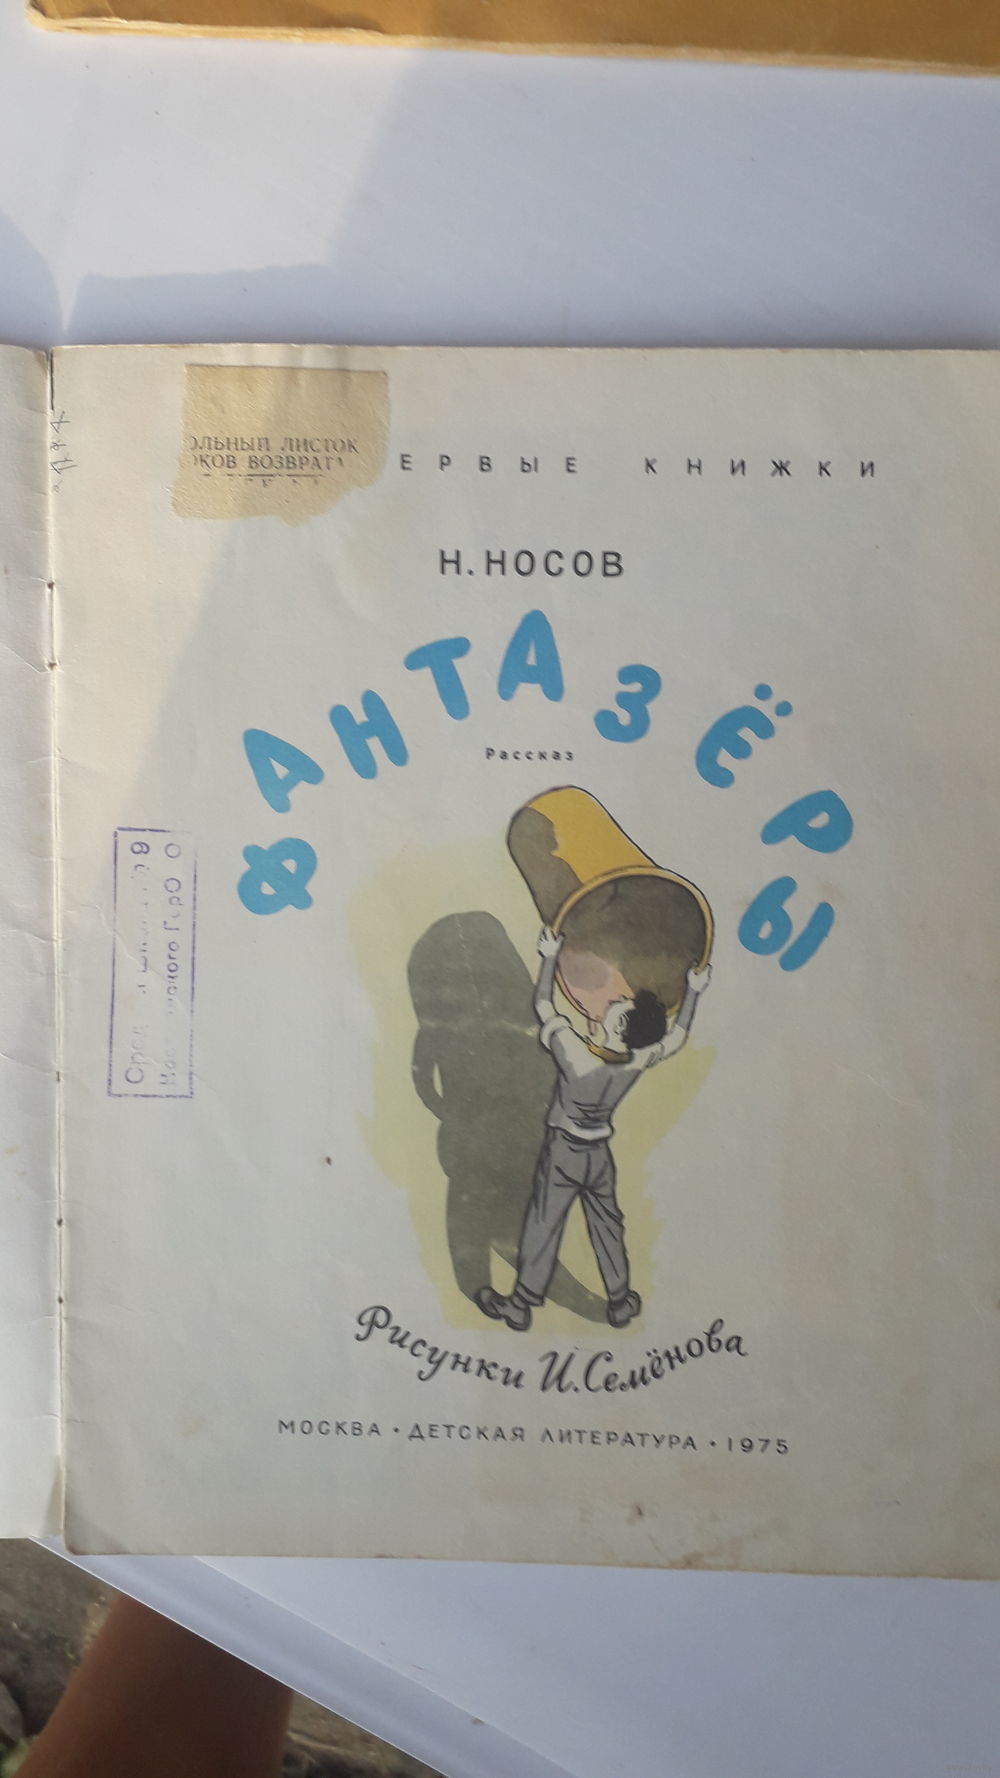 ОЛЬНЫЙ ЛИСТОК
ОКОВ ВОЗВРАТА
ЕРВЫЕ КНИЖКИ
Н. НОСОВ
ФАНТАЗЁРЫ
Рассказ
Рисунки И. Семёнова
МОСКВА • ДЕТСКАЯ ЛИТЕРАТУРА • 1975